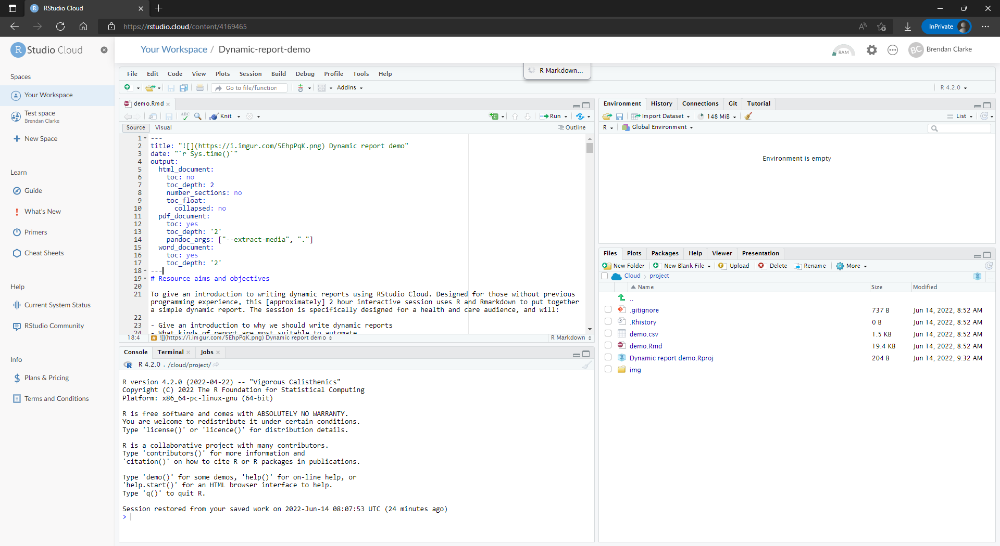 RStudio Cloud
https://rstudio.cloud/content/4169465
InPrivate
R Studio Cloud
Your Workspace / Dynamic-report-demo
RAM
BC Brendan Clarke
Spaces
Your Workspace
Test space
Brendan Clarke
New Space
Learn
Guide
What's New
Primers
Cheat Sheets
Help
Current System Status
RStudio Community
Info
Plans & Pricing
Terms and Conditions
R Markdown...
File Edit Code View Plots Session Build Debug Profile Tools Help
Go to file/function Addins R 4.2.0
demo.Rmd
ABC Knit Run
Source Visual Outline
1 ---
2 title: "![](https://i.imgur.com/5EhpPqK.png) Dynamic report demo"
3 date: "`r Sys.time()`"
4 output:
5 html_document:
6 toc: no
7 toc_depth: 2
8 number_sections: no
9 toc_float:
10 collapsed: no
11 pdf_document:
12 toc: yes
13 toc_depth: '2'
14 pandoc_args: ["--extract-media", "."]
15 word_document:
16 toc: yes
17 toc_depth: '2'
18 ---
19 # Resource aims and objectives
20
21 To give an introduction to writing dynamic reports using RStudio Cloud. Designed for those without previous
programming experience, this [approximately] 2 hour interactive session uses R and Rmarkdown to put together
a simple dynamic report. The session is specifically designed for a health and care audience, and will:
22
23 - Give an introduction to why we should write dynamic reports
24 - What kinds of report are most suitable to automate
18:4 # ![](https://i.imgur.com/5EhpPqK.png) Dynamic report demo R Markdown
Console Terminal Jobs
R 4.2.0 . /cloud/project/
R version 4.2.0 (2022-04-22) -- "Vigorous Calisthenics"
Copyright (C) 2022 The R Foundation for Statistical Computing
Platform: x86_64-pc-linux-gnu (64-bit)
R is free software and comes with ABSOLUTELY NO WARRANTY.
You are welcome to redistribute it under certain conditions.
Type 'license()' or 'licence()' for distribution details.
R is a collaborative project with many contributors.
Type 'contributors()' for more information and
'citation()' on how to cite R or R packages in publications.
Type 'demo()' for some demos, 'help()' for on-line help, or
'help.start()' for an HTML browser interface to help.
Type 'q()' to quit R.
Session restored from your saved work on 2022-Jun-14 08:07:53 UTC (24 minutes ago)
>
Environment History Connections Git Tutorial
Import Dataset 148 MiB List
R Global Environment
Environment is empty
Files Plots Packages Help Viewer Presentation
New Folder New Blank File Upload Delete Rename More
Cloud project R ...
Name Size Modified
..
.gitignore 737 B Jun 14, 2022, 8:52 AM
.Rhistory 0 B Jun 14, 2022, 8:52 AM
demo.csv 1.5 KB Jun 14, 2022, 8:52 AM
demo.Rmd 19.4 KB Jun 14, 2022, 8:52 AM
Dynamic report demo.Rproj 204 B Jun 14, 2022, 9:32 AM
img